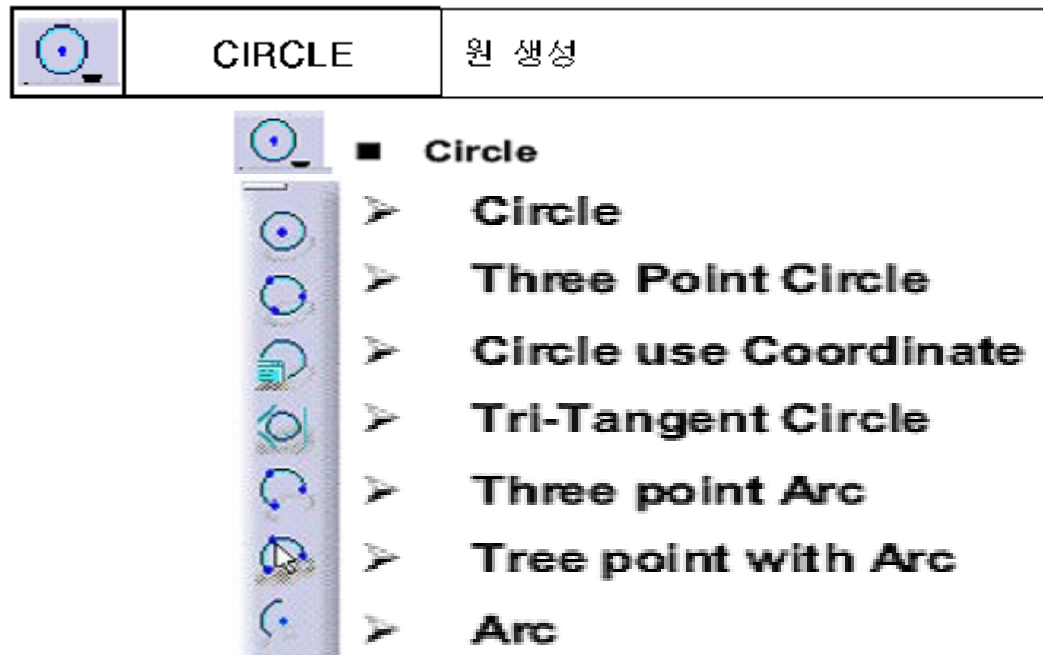 CIRCLE 원 생성
■ Circle
➢ Circle
➢ Three Point Circle
➢ Circle use Coordinate
➢ Tri-Tangent Circle
➢ Three point Arc
➢ Tree point with Arc
➢ Arc